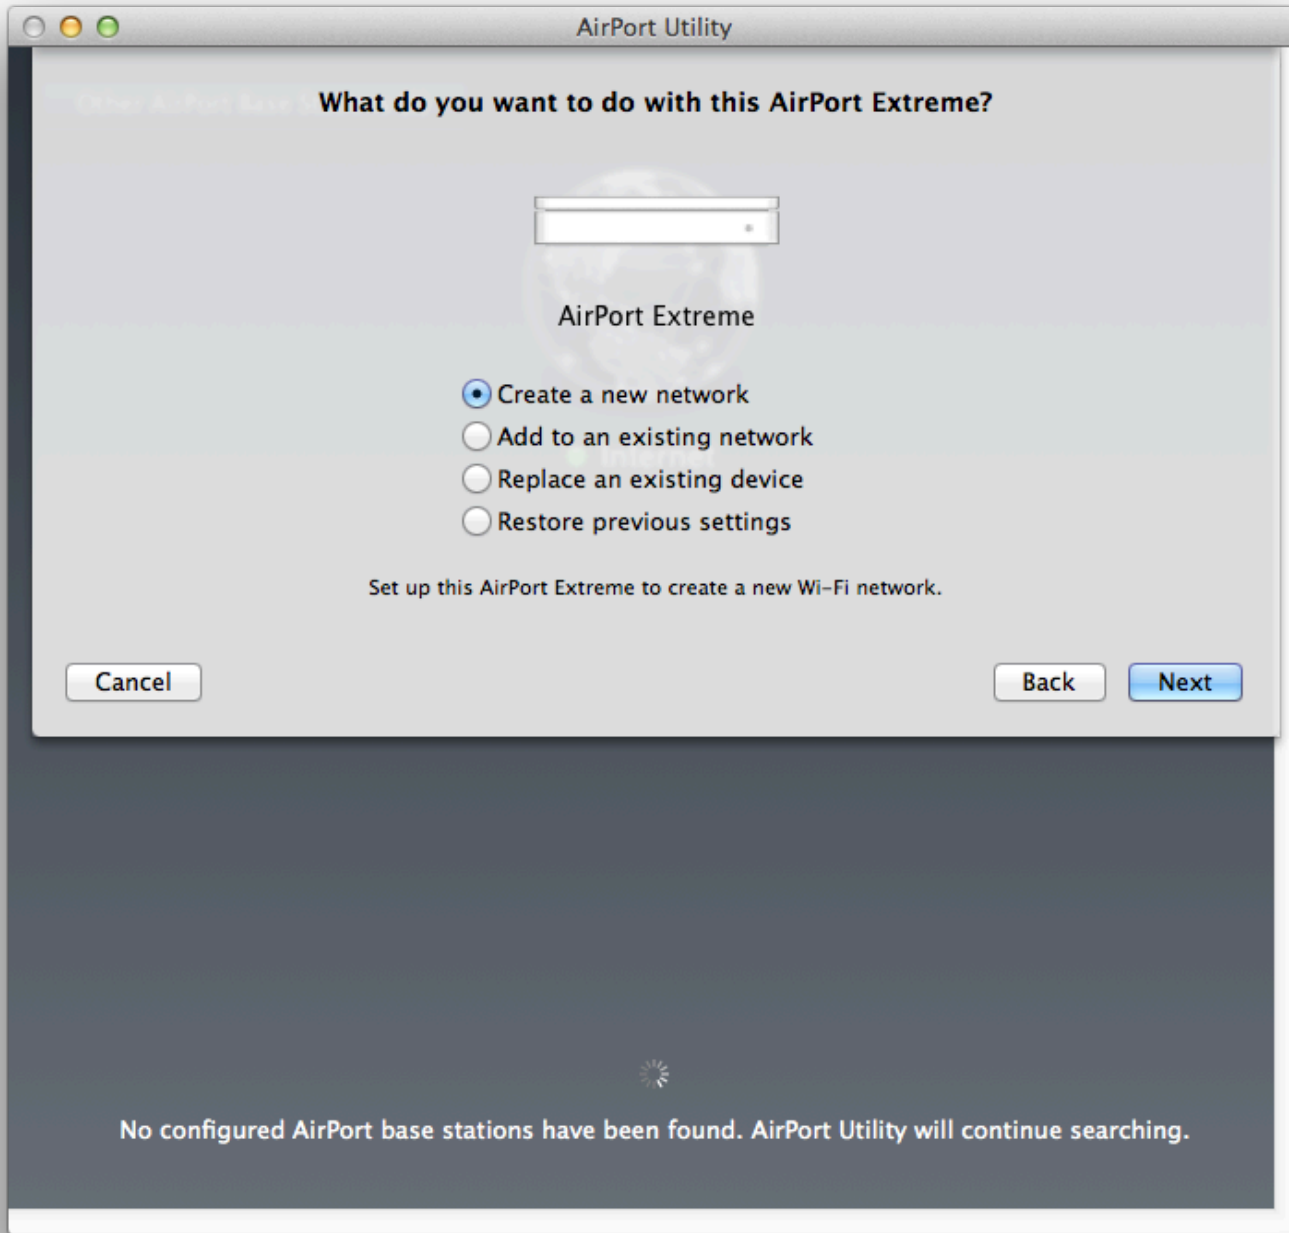 AirPort Utility
What do you want to do with this AirPort Extreme?
AirPort Extreme
Create a new network
Add to an existing network
Internet
Replace an existing device
Restore previous settings
Set up this AirPort Extreme to create a new Wi-Fi network.
Cancel
Back
Next
No configured AirPort base stations have been found. AirPort Utility will continue searching.